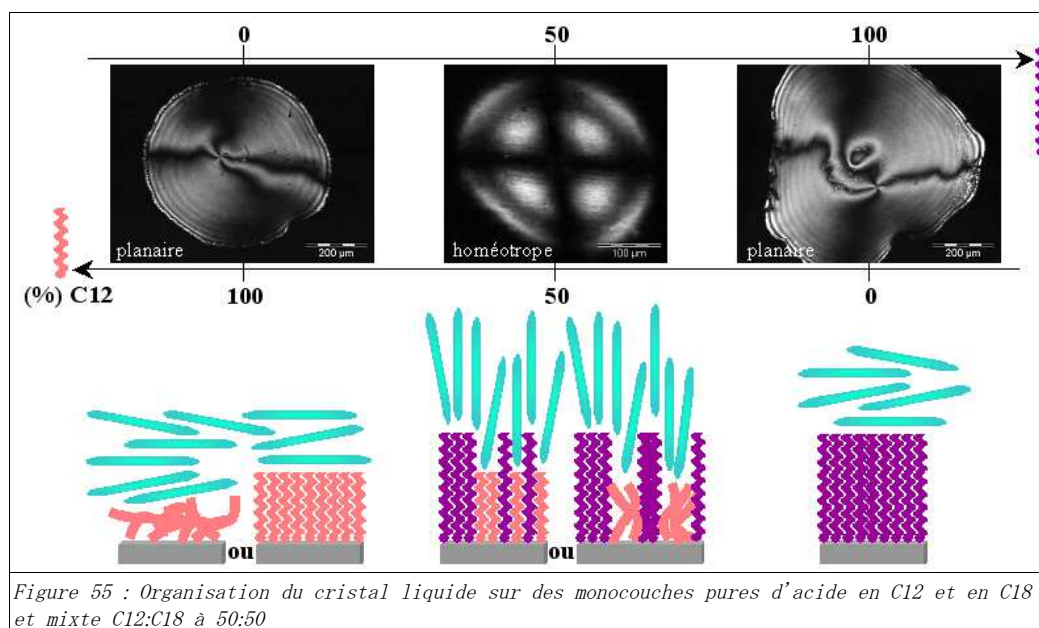 0 50 100
planaire 200 µm
homéotrope 100 µm
planaire 200 µm
(%) C12 100 50 0
ou ou
Figure 55 : Organisation du cristal liquide sur des monocouches pures d'acide en C12 et en C18
et mixte C12:C18 à 50:50